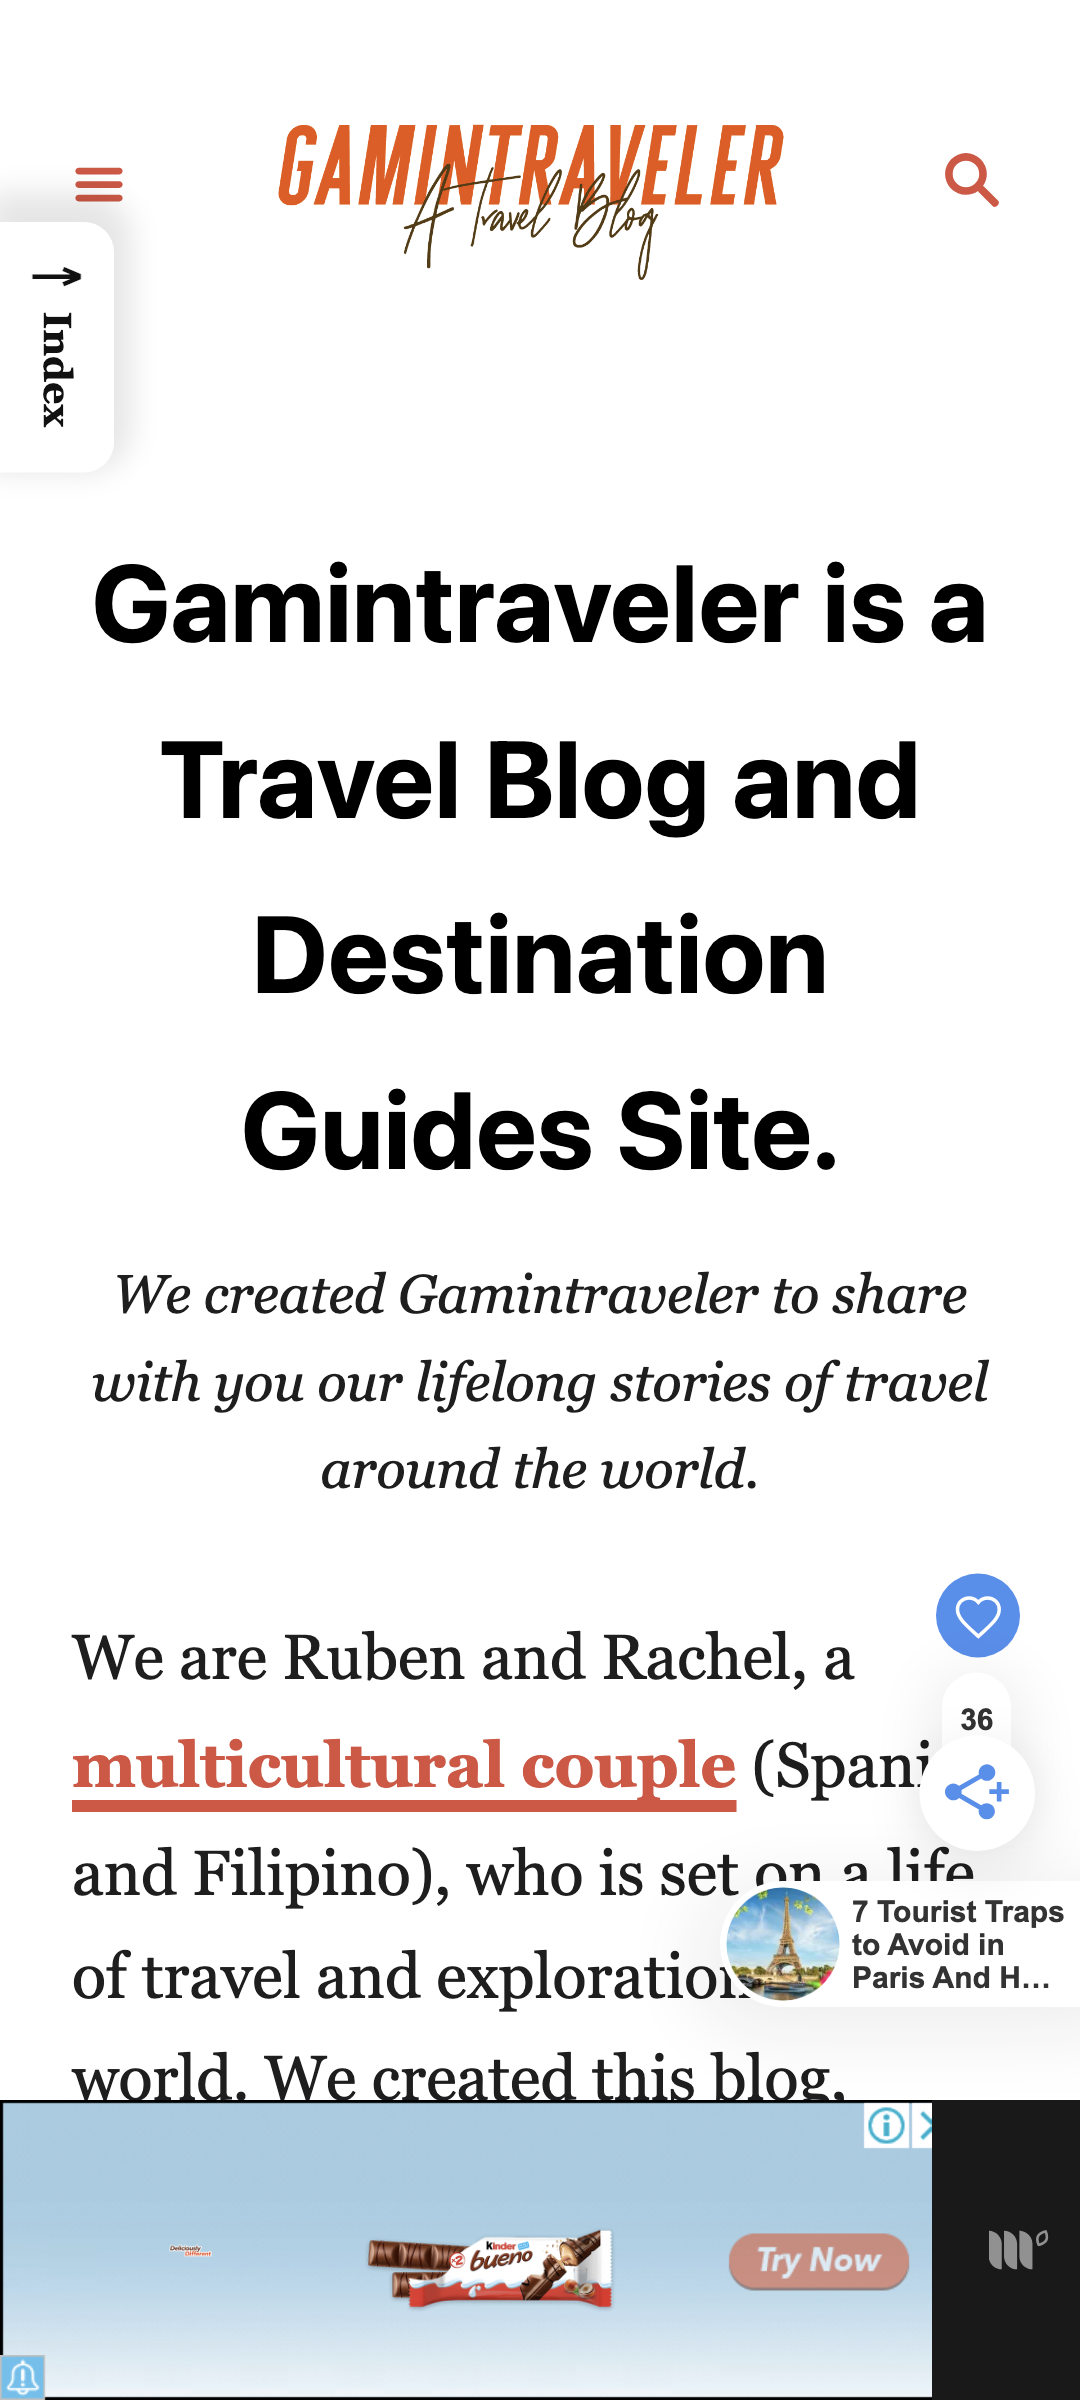 GAMINTRAVELER
A Travel Blog
Index
Gamintraveler is a
Travel Blog and
Destination
Guides Site.
We created Gamintraveler to share
with you our lifelong stories of travel
around the world.
We are Ruben and Rachel, a
multicultural couple (Spani
and Filipino), who is set on a life
of travel and exploration
world. We created this blog,
36
7 Tourist Traps
to Avoid in
Paris And H...
Deliciously
Different
kinder
bueno
x2
Try Now